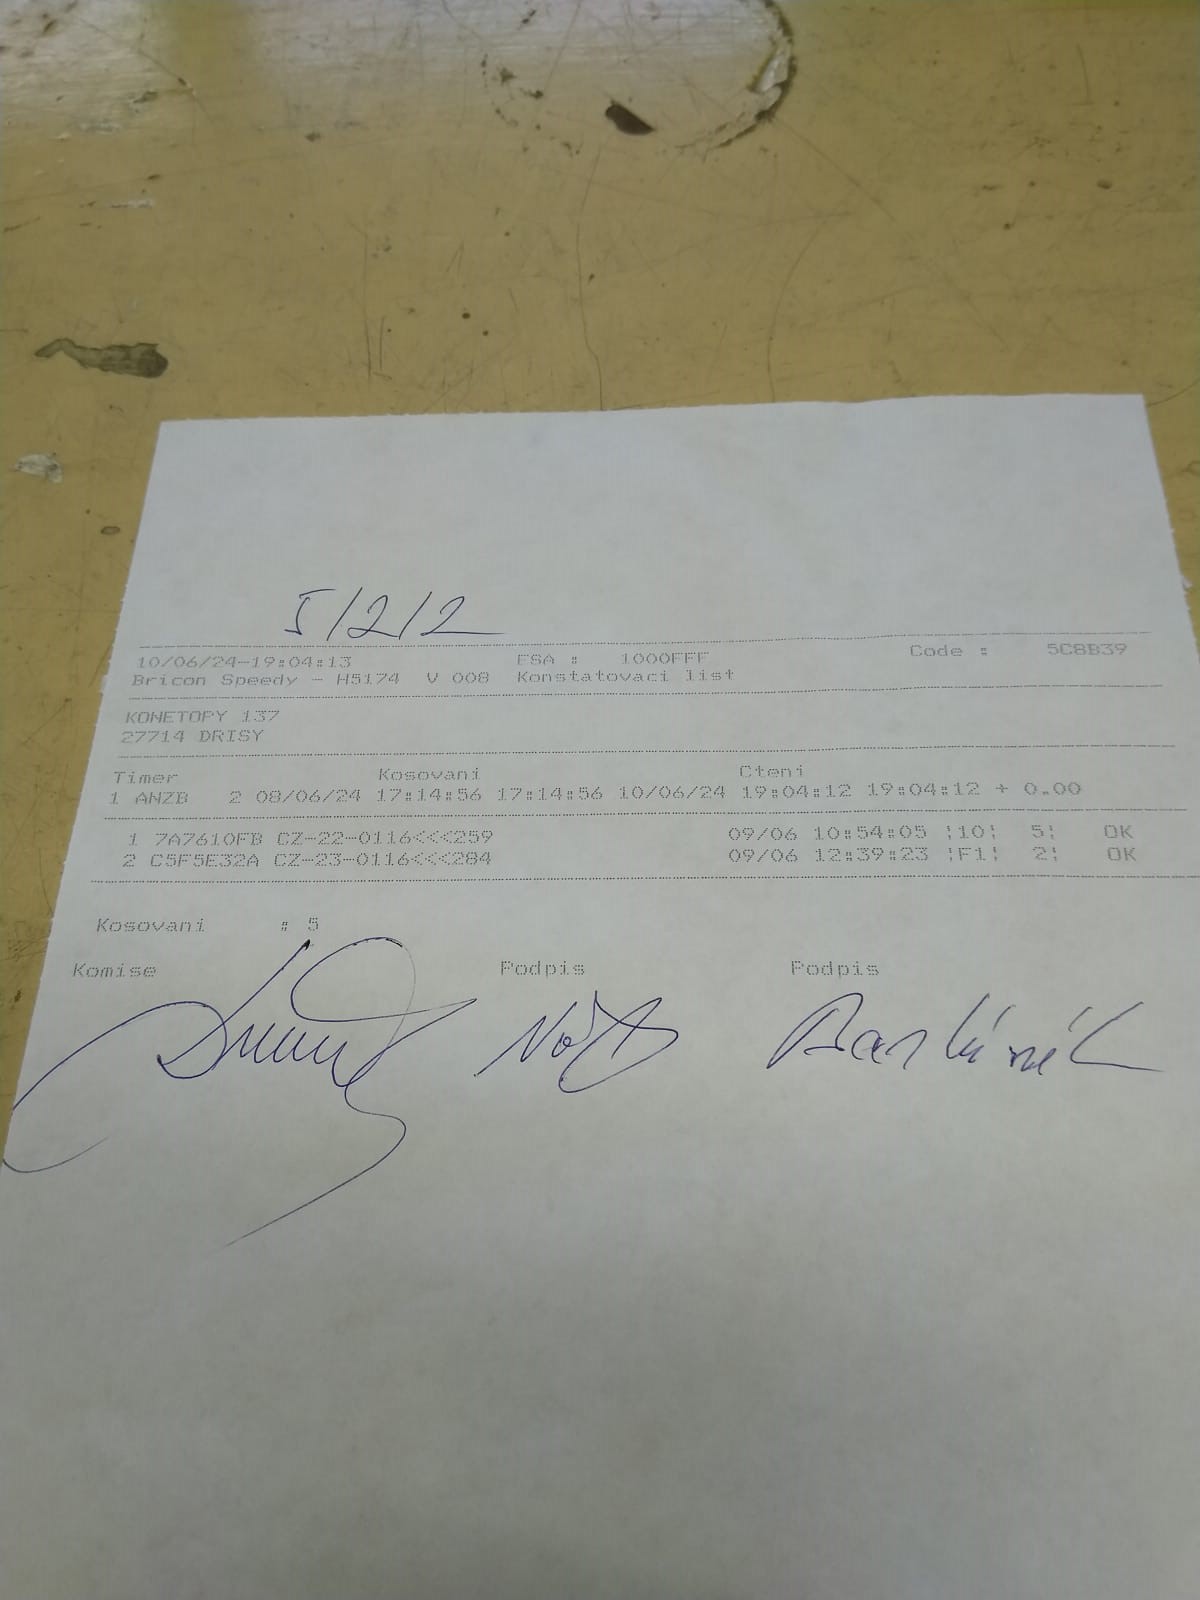 5/2/2
10/06/24-19:04:13 ESA : 1000FFF Code : 5C8B39
Bricon Speedy - H5174 V 008 Konstatovaci list
KONETOPY 137
27714 DRISY
Timer Kosovani Cteni
1 ANZB 2 08/06/24 17:14:56 17:14:56 10/06/24 19:04:12 19:04:12 + 0.00
1 7A7610FB CZ-22-0116<<<259 09/06 10:54:05 ¦10¦ 5¦ OK
2 C5F5E32A CZ-23-0116<<<284 09/06 12:39:23 ¦F1¦ 2¦ OK
Kosovani : 5
Komise Podpis Podpis